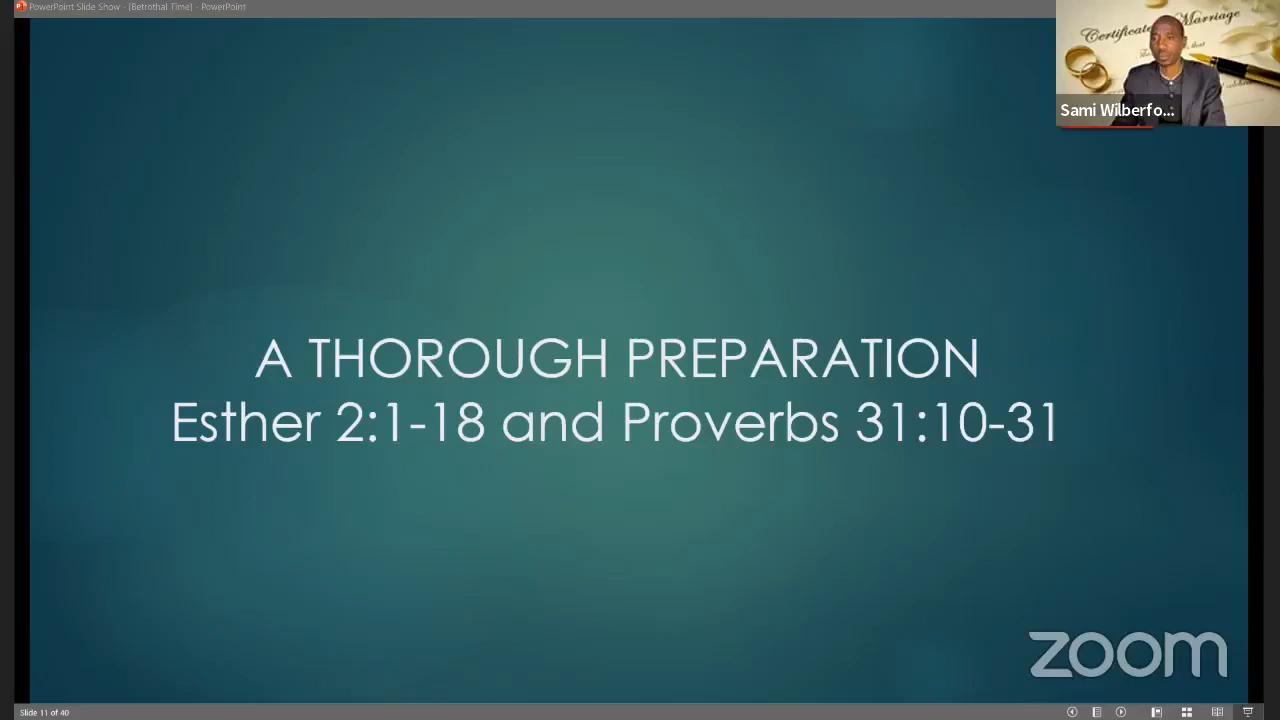 PowerPoint Slide Show - [Betrothal Time] - PowerPoint
Certificate Marriage
Sami Wilberfo...
A THOROUGH PREPARATION
Esther 2:1-18 and Proverbs 31:10-31
zoom
Slide 11 of 40